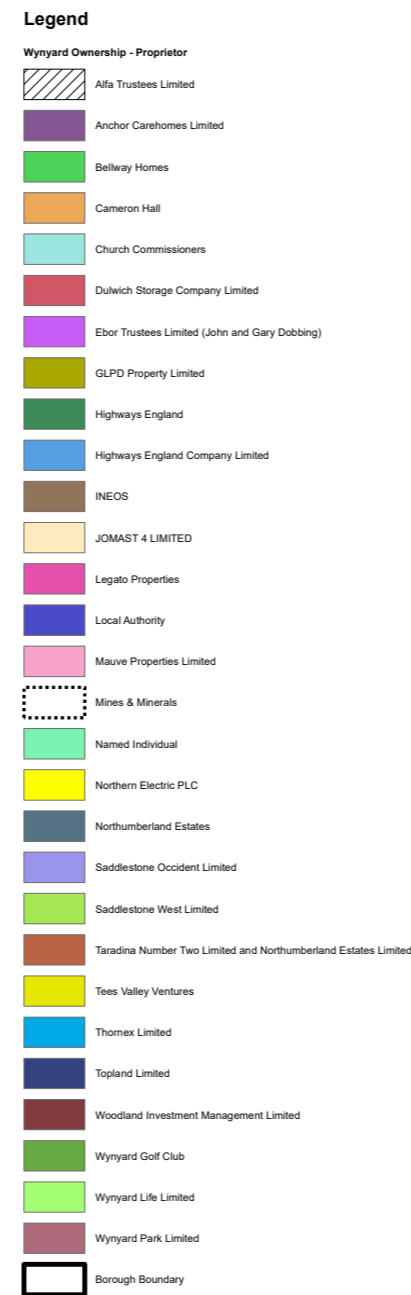 Legend
Wynyard Ownership - Proprietor
Alfa Trustees Limited
Anchor Carehomes Limited
Bellway Homes
Cameron Hall
Church Commissioners
Dulwich Storage Company Limited
Ebor Trustees Limited (John and Gary Dobbing)
GLPD Property Limited
Highways England
Highways England Company Limited
INEOS
JOMAST 4 LIMITED
Legato Properties
Local Authority
Mauve Properties Limited
Mines & Minerals
Named Individual
Northern Electric PLC
Northumberland Estates
Saddlestone Occident Limited
Saddlestone West Limited
Taradina Number Two Limited and Northumberland Estates Limited
Tees Valley Ventures
Thornex Limited
Topland Limited
Woodland Investment Management Limited
Wynyard Golf Club
Wynyard Life Limited
Wynyard Park Limited
Borough Boundary